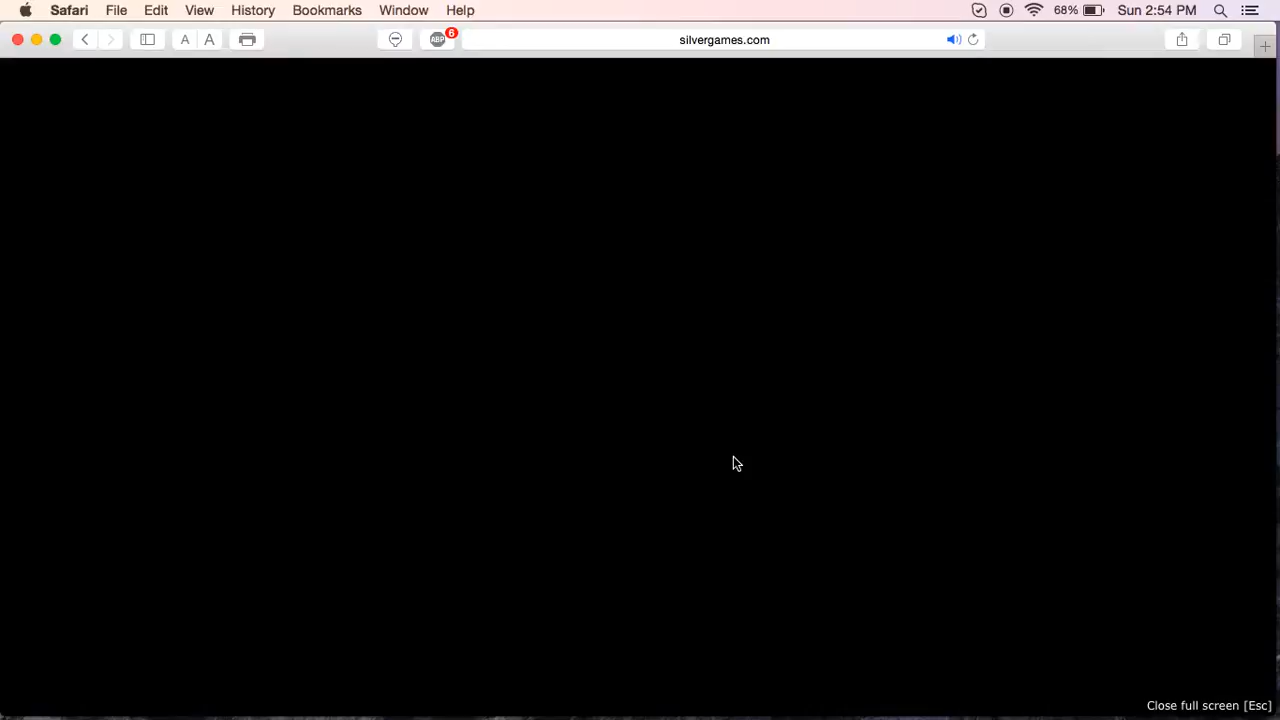 Safari File Edit View History Bookmarks Window Help 68% Sun 2:54 PM
A A ABP 6 silvergames.com
Close full screen [Esc]